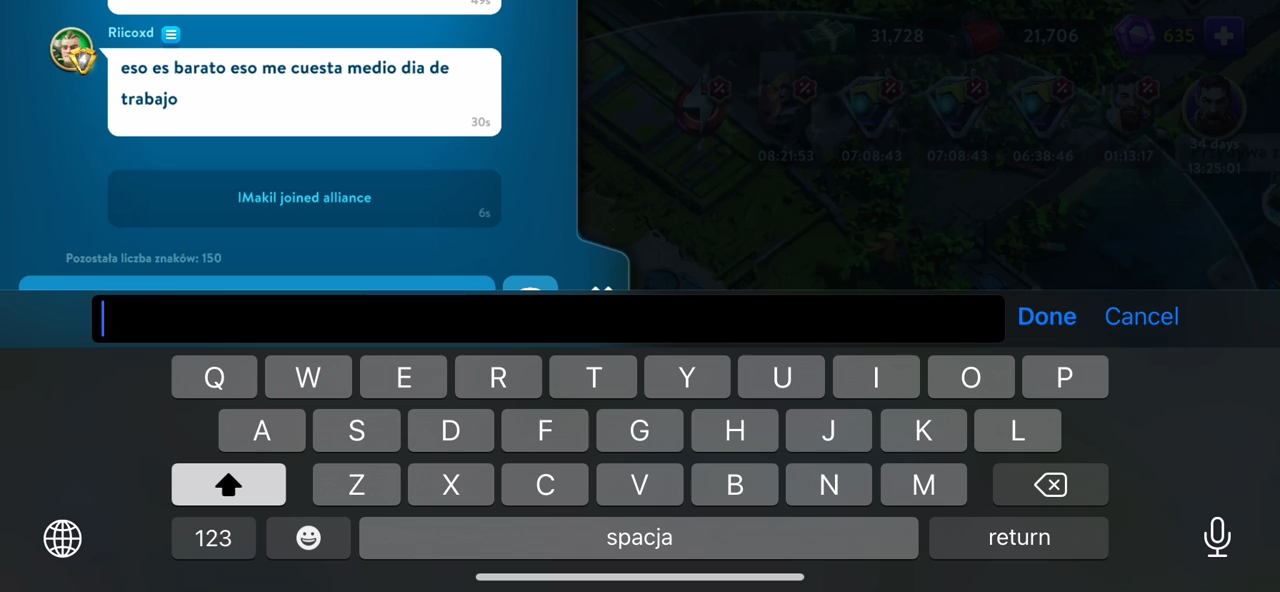 49s
Riicoxd
eso es barato eso me cuesta medio dia de
trabajo
30s
lMakil joined alliance
6s
Pozostała liczba znaków: 150
31,728
21,706
635
08:21:53
07:08:43
07:08:43
06:38:46
01:13:17
34 days
13:25:01
Done
Cancel
Q W E R T Y U I O P
A S D F G H J K L
Z X C V B N M
123
spacja
return